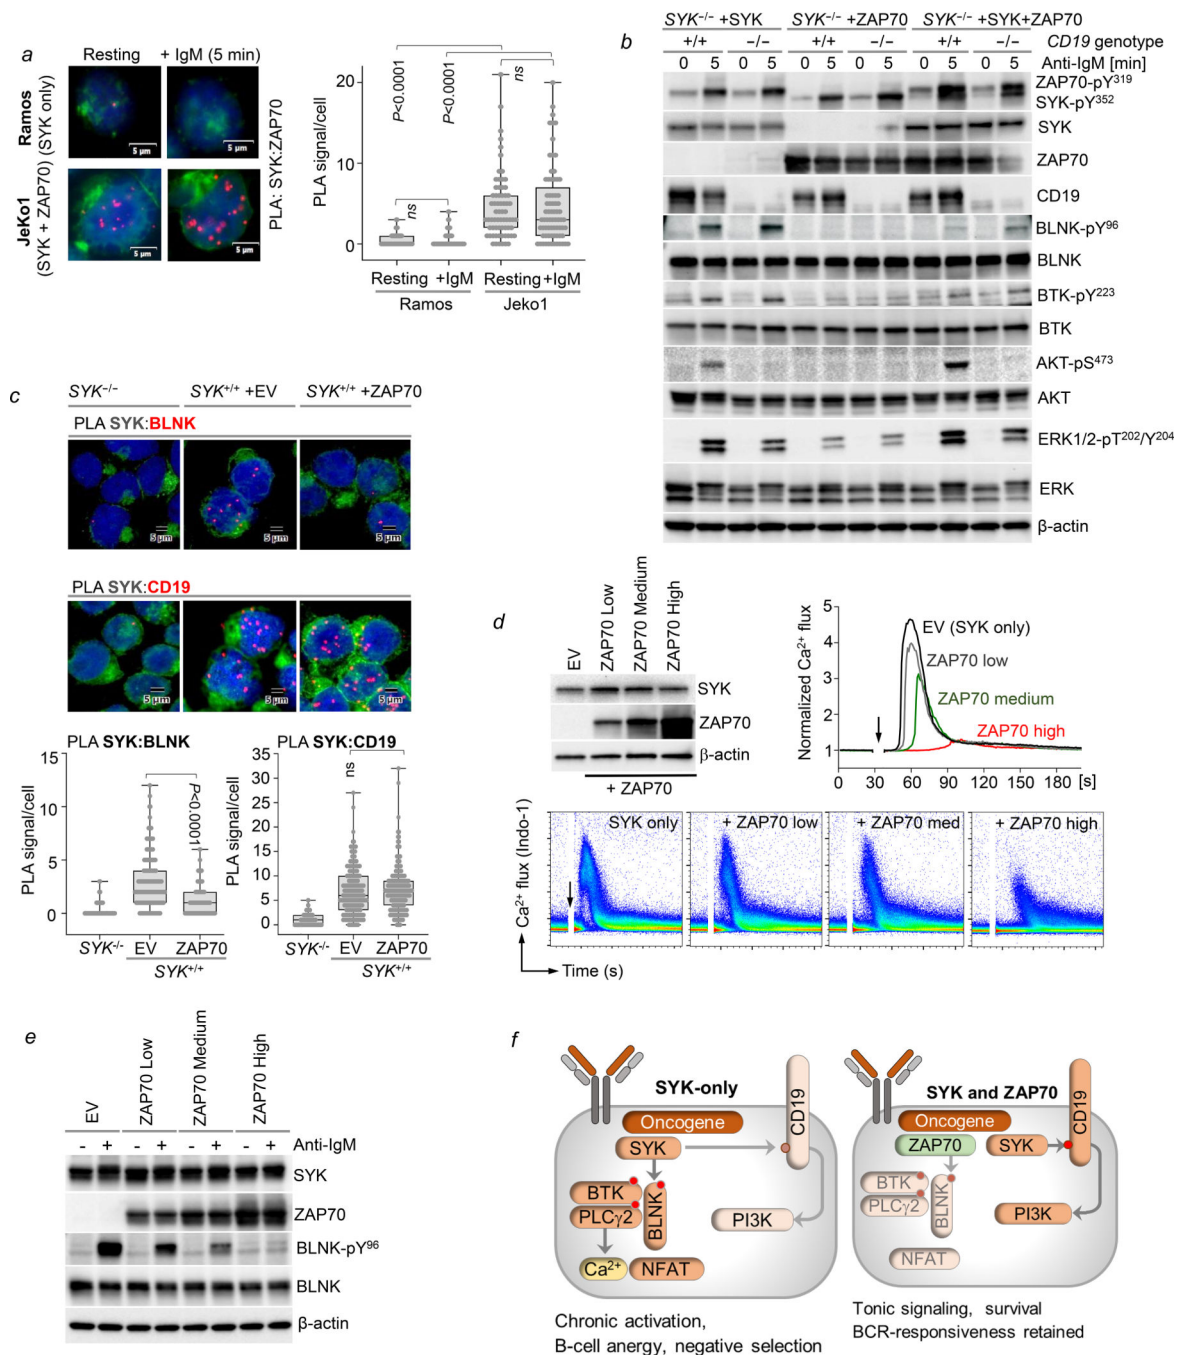 a
Resting
+ IgM (5 min)
Ramos
(SYK only)
JeKo1
(SYK + ZAP70)
5 µm
5 µm
5 µm
5 µm
PLA: SYK:ZAP70
PLA signal/cell
20
10
0
P<0.0001
P<0.0001
ns
ns
Resting +IgM
Resting +IgM
Ramos
Jeko1
b
SYK–/– +SYK
SYK–/– +ZAP70
SYK–/– +SYK+ZAP70
+/+ –/– +/+ –/– +/+ –/– CD19 genotype
0 5 0 5 0 5 0 5 0 5 0 5 Anti-IgM [min]
ZAP70-pY319
SYK-pY352
SYK
ZAP70
CD19
BLNK-pY96
BLNK
BTK-pY223
BTK
AKT-pS473
AKT
ERK1/2-pT202/Y204
ERK
β-actin
c
SYK–/–
SYK+/+ +EV
SYK+/+ +ZAP70
PLA SYK:BLNK
5 µm
5 µm
5 µm
PLA SYK:CD19
5 µm
5 µm
5 µm
PLA SYK:BLNK
PLA signal/cell
15
10
5
0
P<0.0001
SYK–/– EV ZAP70
SYK+/+
PLA SYK:CD19
PLA signal/cell
35
30
25
20
15
10
5
0
ns
SYK–/– EV ZAP70
SYK+/+
d
EV
ZAP70 Low
ZAP70 Medium
ZAP70 High
SYK
ZAP70
β-actin
+ ZAP70
Normalized Ca2+ flux
5
4
3
2
1
EV (SYK only)
ZAP70 low
ZAP70 medium
ZAP70 high
0 30 60 90 120 150 180 [s]
SYK only
+ ZAP70 low
+ ZAP70 med
+ ZAP70 high
Ca2+ flux (Indo-1)
Time (s)
e
EV
ZAP70 Low
ZAP70 Medium
ZAP70 High
- + - + - + - + Anti-IgM
SYK
ZAP70
BLNK-pY96
BLNK
β-actin
f
SYK-only
CD19
Oncogene
SYK
BTK
PLCγ2
BLNK
PI3K
Ca2+
NFAT
Chronic activation,
B-cell anergy, negative selection
SYK and ZAP70
CD19
Oncogene
ZAP70
SYK
BTK
PLCγ2
BLNK
PI3K
NFAT
Tonic signaling, survival
BCR-responsiveness retained